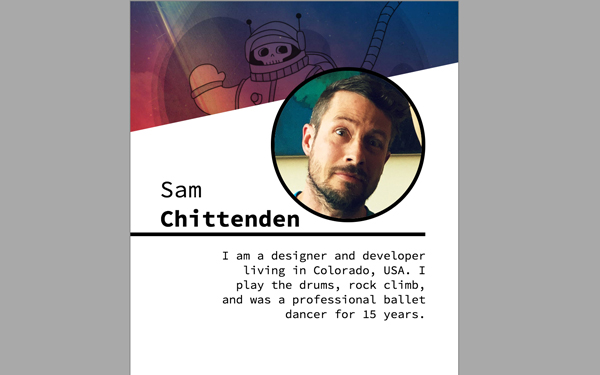 Sam
Chittenden
I am a designer and developer
living in Colorado, USA. I
play the drums, rock climb,
and was a professional ballet
dancer for 15 years.